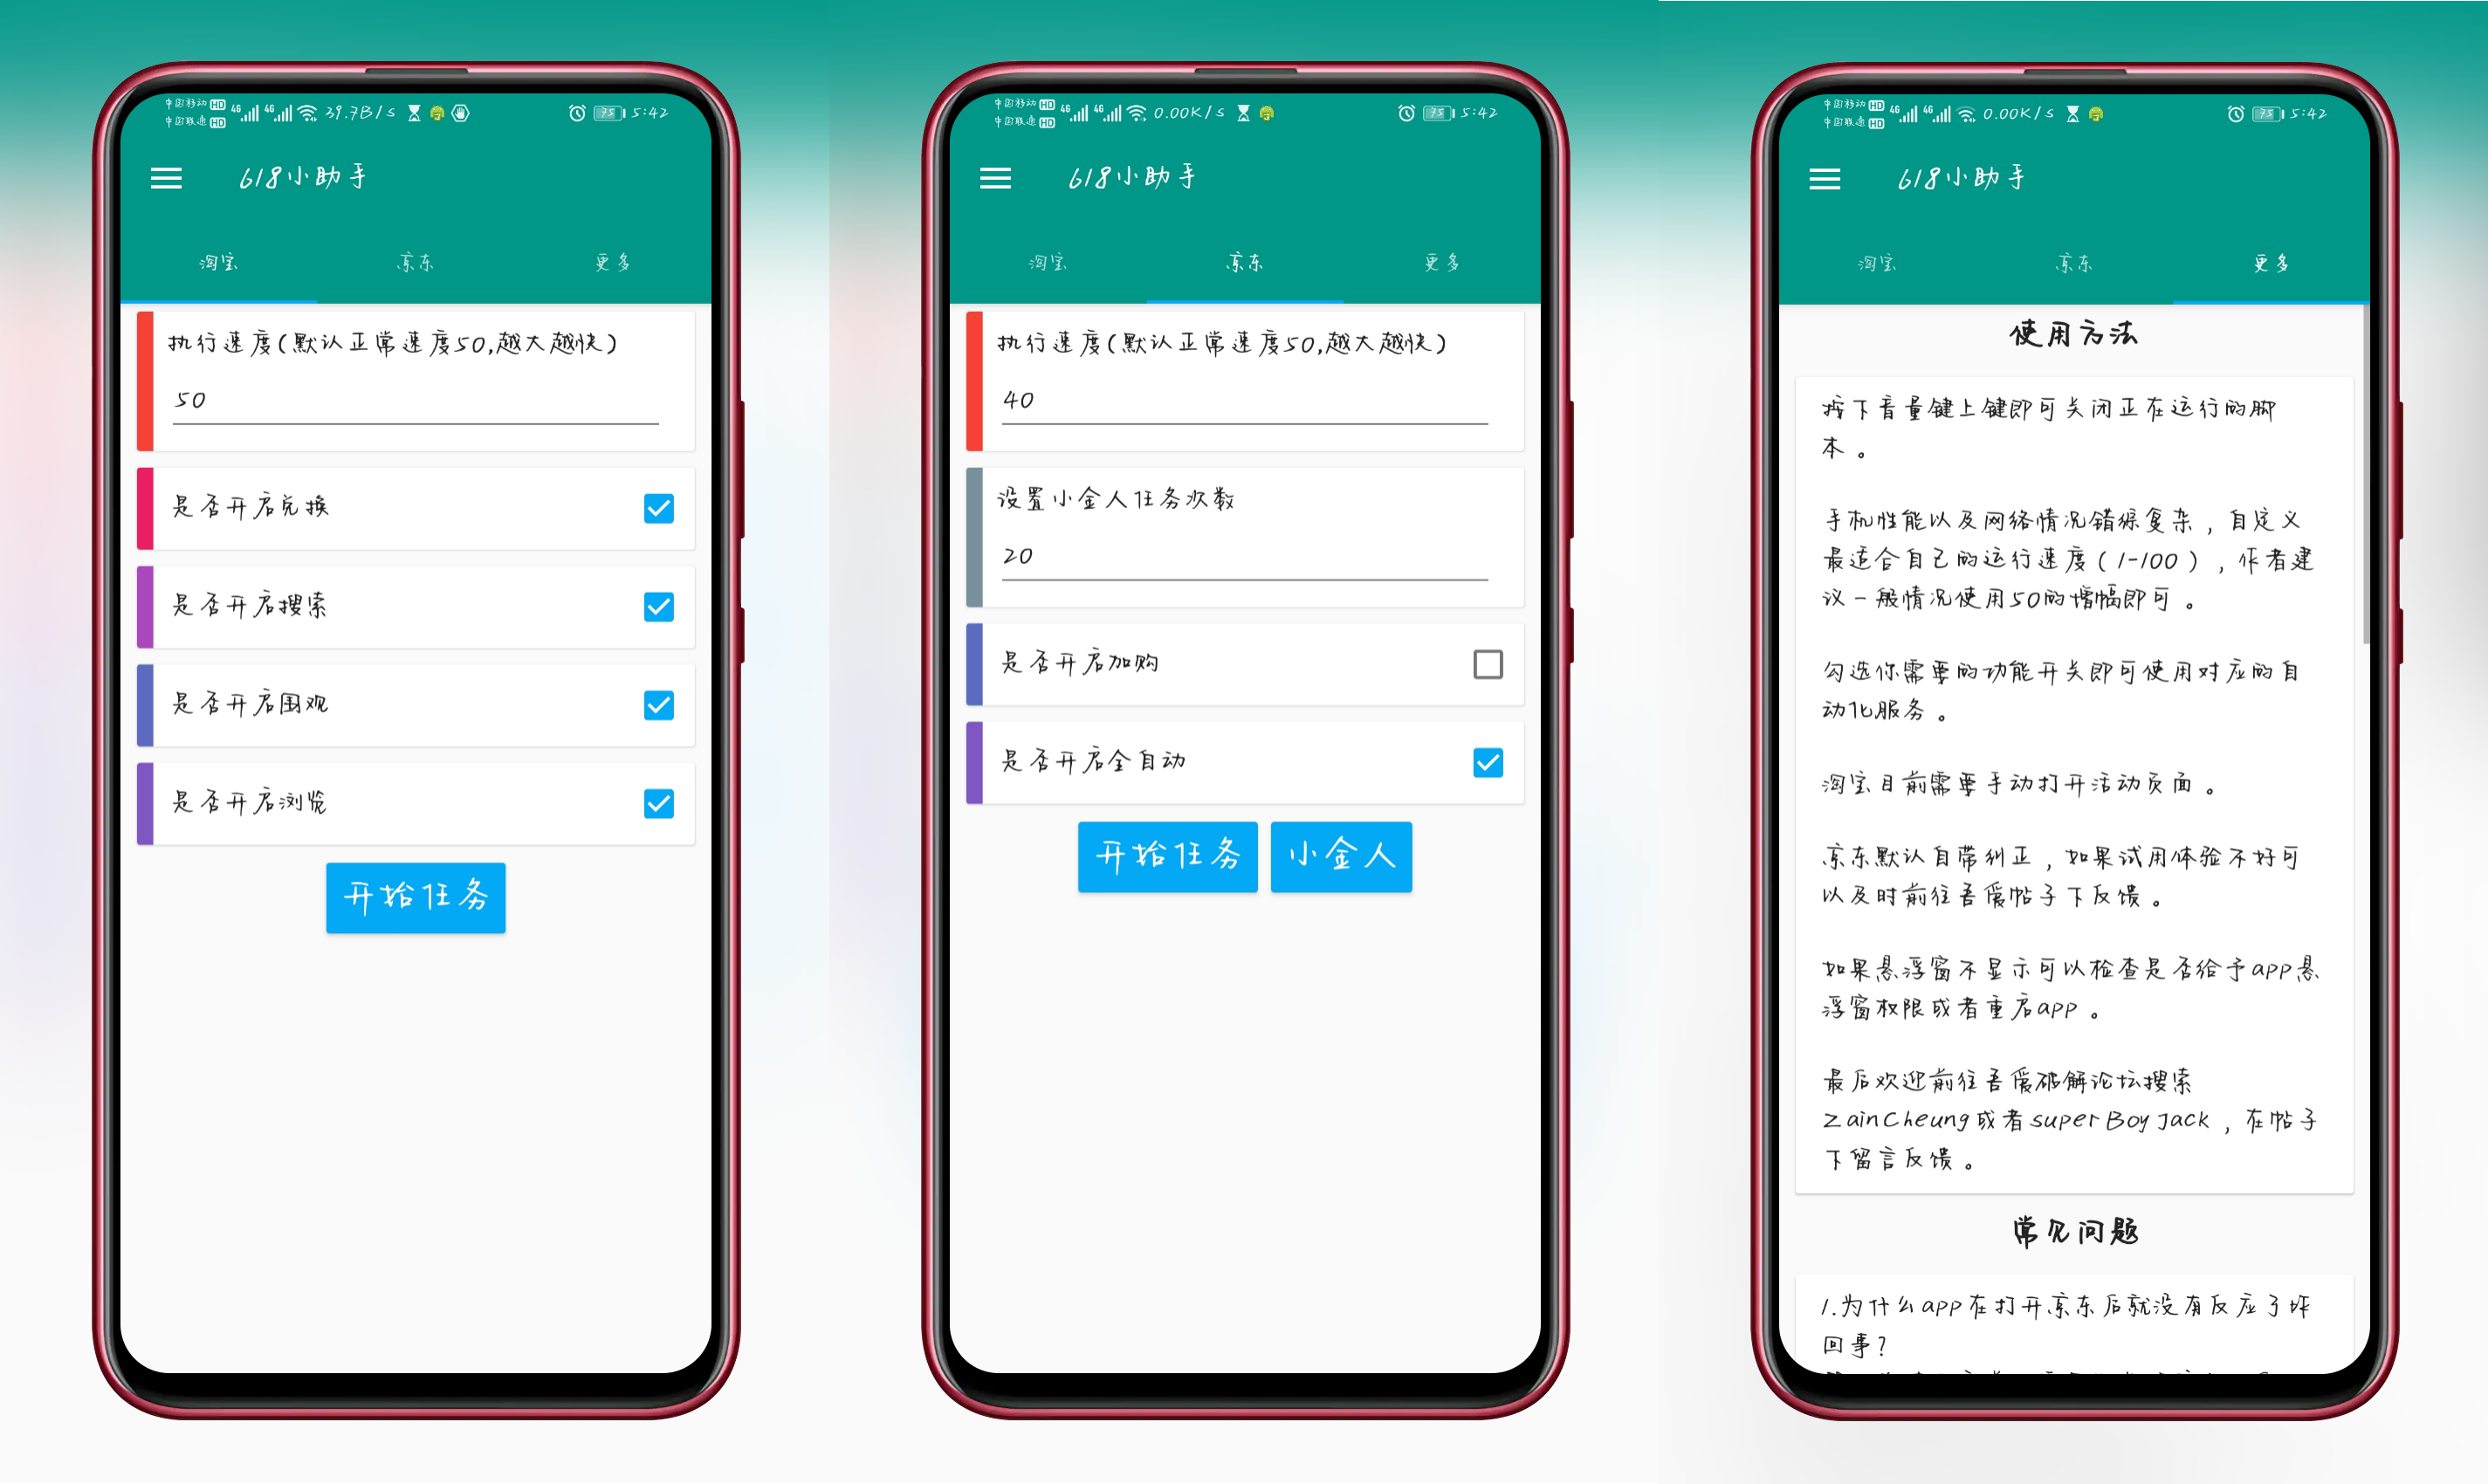 中国移动 HD 4G 4G 39.7B/s 75 5:42
中国联通 HD
618小助手
淘宝 京东 更多
执行速度(默认正常速度50,越大越快)
50
是否开启兑换
是否开启搜索
是否开启围观
是否开启浏览
开始任务
中国移动 HD 4G 4G 0.00K/s 75 5:42
中国联通 HD
618小助手
淘宝 京东 更多
执行速度(默认正常速度50,越大越快)
40
设置小金人任务次数
20
是否开启加购
是否开启全自动
开始任务 小金人
中国移动 HD 4G 4G 0.00K/s 75 5:42
中国联通 HD
618小助手
淘宝 京东 更多
使用方法
按下音量键上键即可关闭正在运行的脚
本。
手机性能以及网络情况错综复杂，自定义
最适合自己的运行速度（1-100），作者建
议一般情况使用50的增幅即可。
勾选你需要的功能开关即可使用对应的自
动化服务。
淘宝目前需要手动打开活动页面。
京东默认自带纠正，如果试用体验不好可
以及时前往吾爱帖子下反馈。
如果悬浮窗不显示可以检查是否给予app悬
浮窗权限或者重启app。
最后欢迎前往吾爱破解论坛搜索
ZainCheung或者superBoyJack，在帖子
下留言反馈。
常见问题
1.为什么app在打开京东后就没有反应了咋
回事?